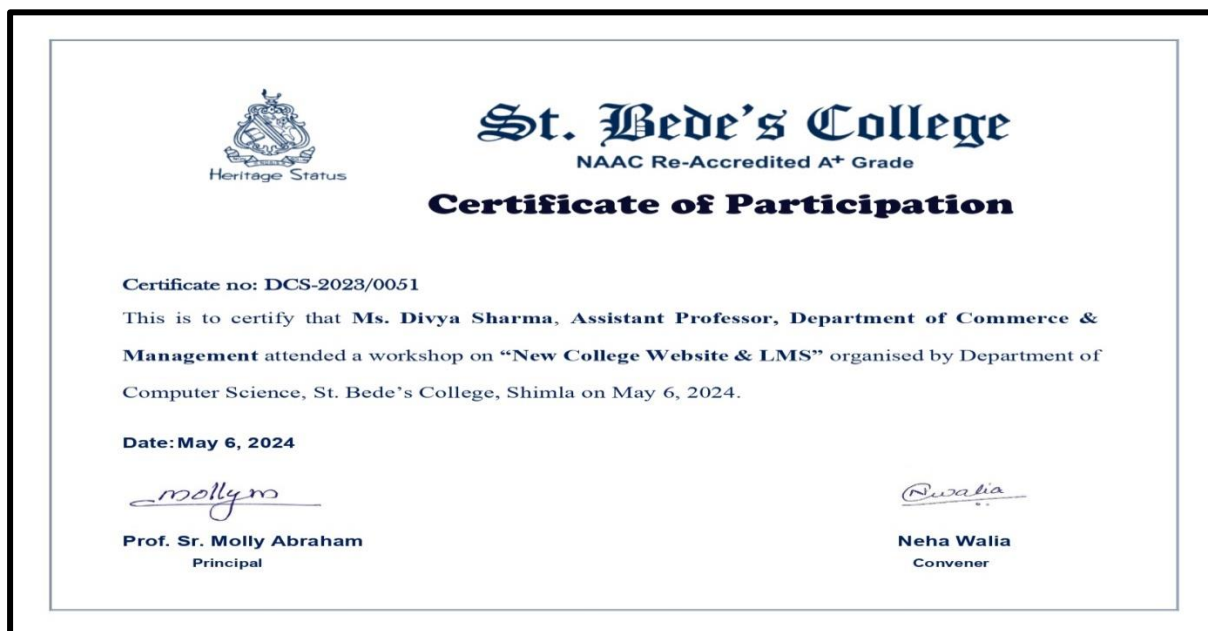 Heritage Status
St. Bede's College
NAAC Re-Accredited A+ Grade
Certificate of Participation
Certificate no: DCS-2023/0051
This is to certify that Ms. Divya Sharma, Assistant Professor, Department of Commerce &
Management attended a workshop on “New College Website & LMS” organised by Department of
Computer Science, St. Bede’s College, Shimla on May 6, 2024.
Date: May 6, 2024
mollym
Nwalia
Prof. Sr. Molly Abraham
Neha Walia
Principal
Convener